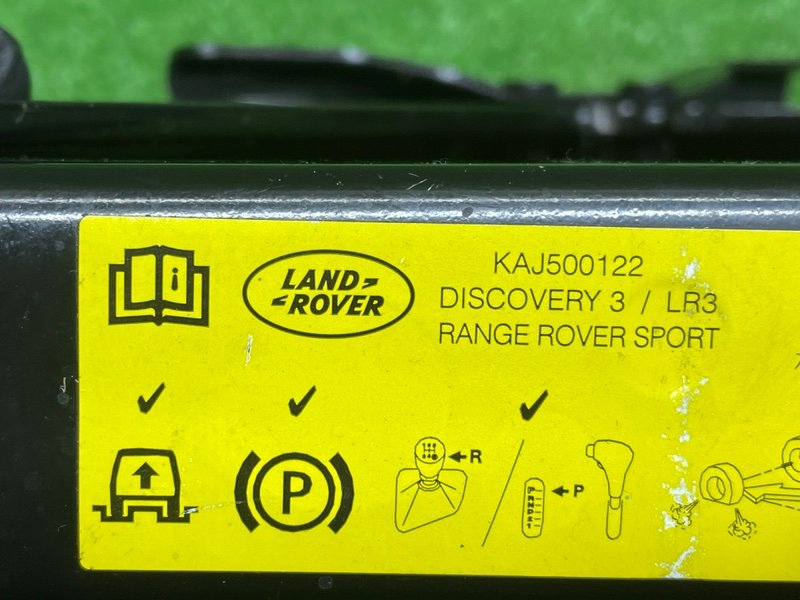 LAND
ROVER
KAJ500122
DISCOVERY 3 / LR3
RANGE ROVER SPORT
R
P
P